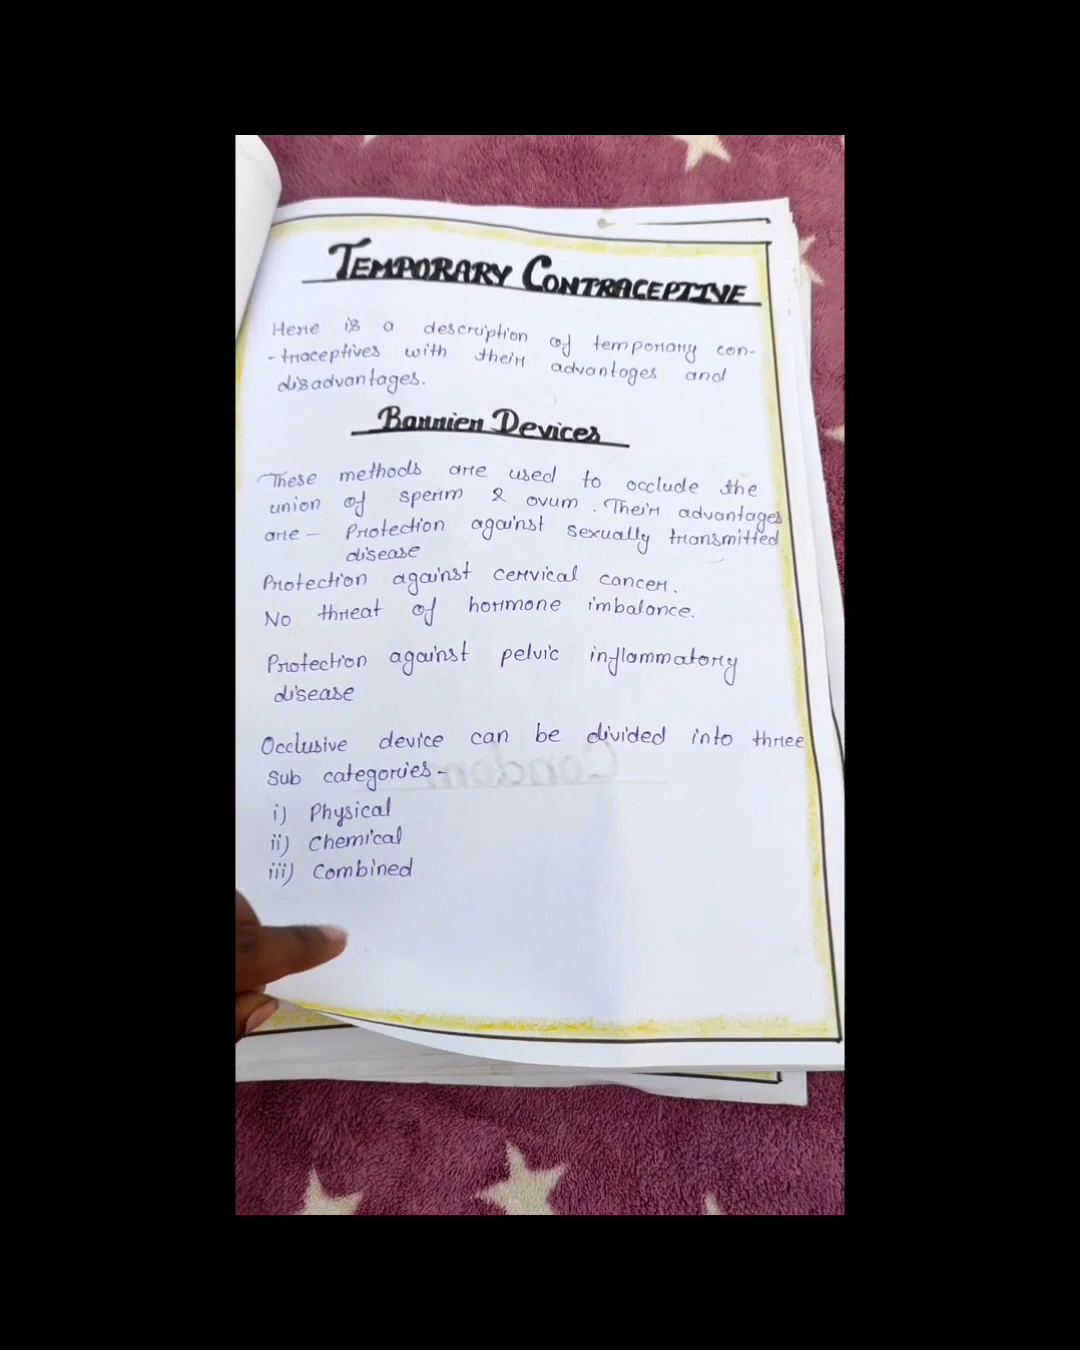 TEMPORARY CONTRACEPTIVE
Here is a description of temporary con-
-traceptives with their advantages and
disadvantages.
Barrier Devices
These methods are used to occlude the
union of sperm & ovum. Their advantages
are - Protection against sexually transmitted
disease
Protection against cervical cancer.
No threat of hormone imbalance.
Protection against pelvic inflammatory
disease
Occlusive device can be divided into three
Sub categories-
i) Physical
ii) Chemical
iii) Combined
Condom